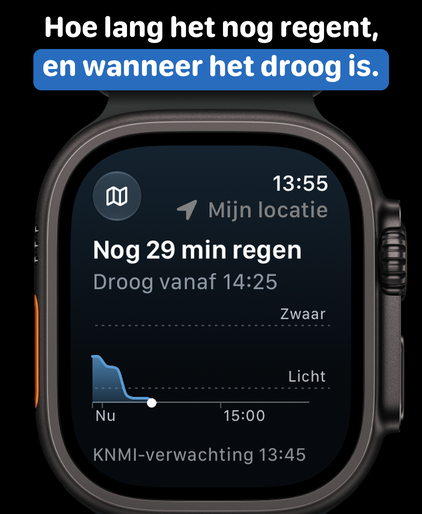 Hoe lang het nog regent,
en wanneer het droog is.
13:55
Mijn locatie
Nog 29 min regen
Droog vanaf 14:25
Zwaar
Licht
Nu
15:00
KNMI-verwachting 13:45